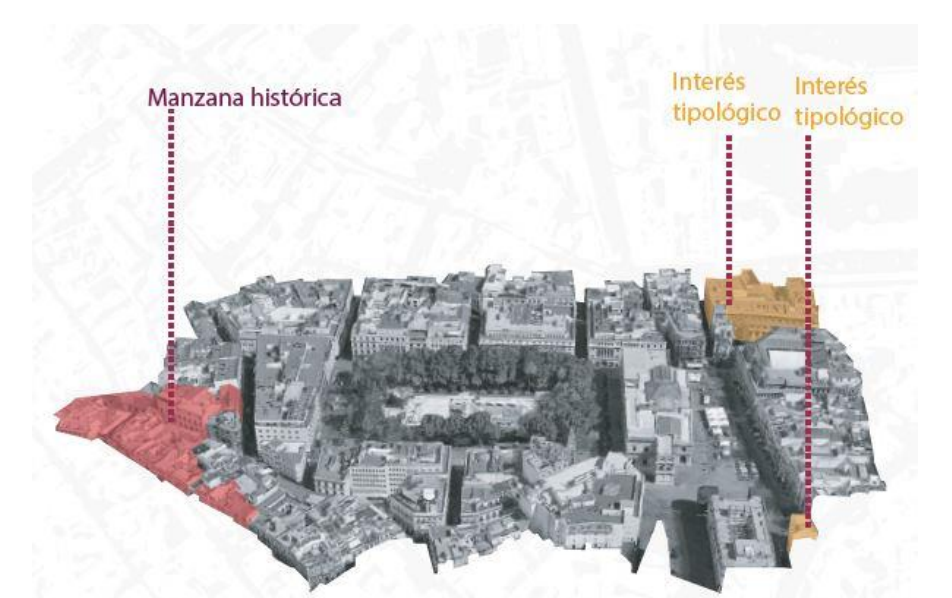 Manzana histórica
Interés
tipológico
Interés
tipológico